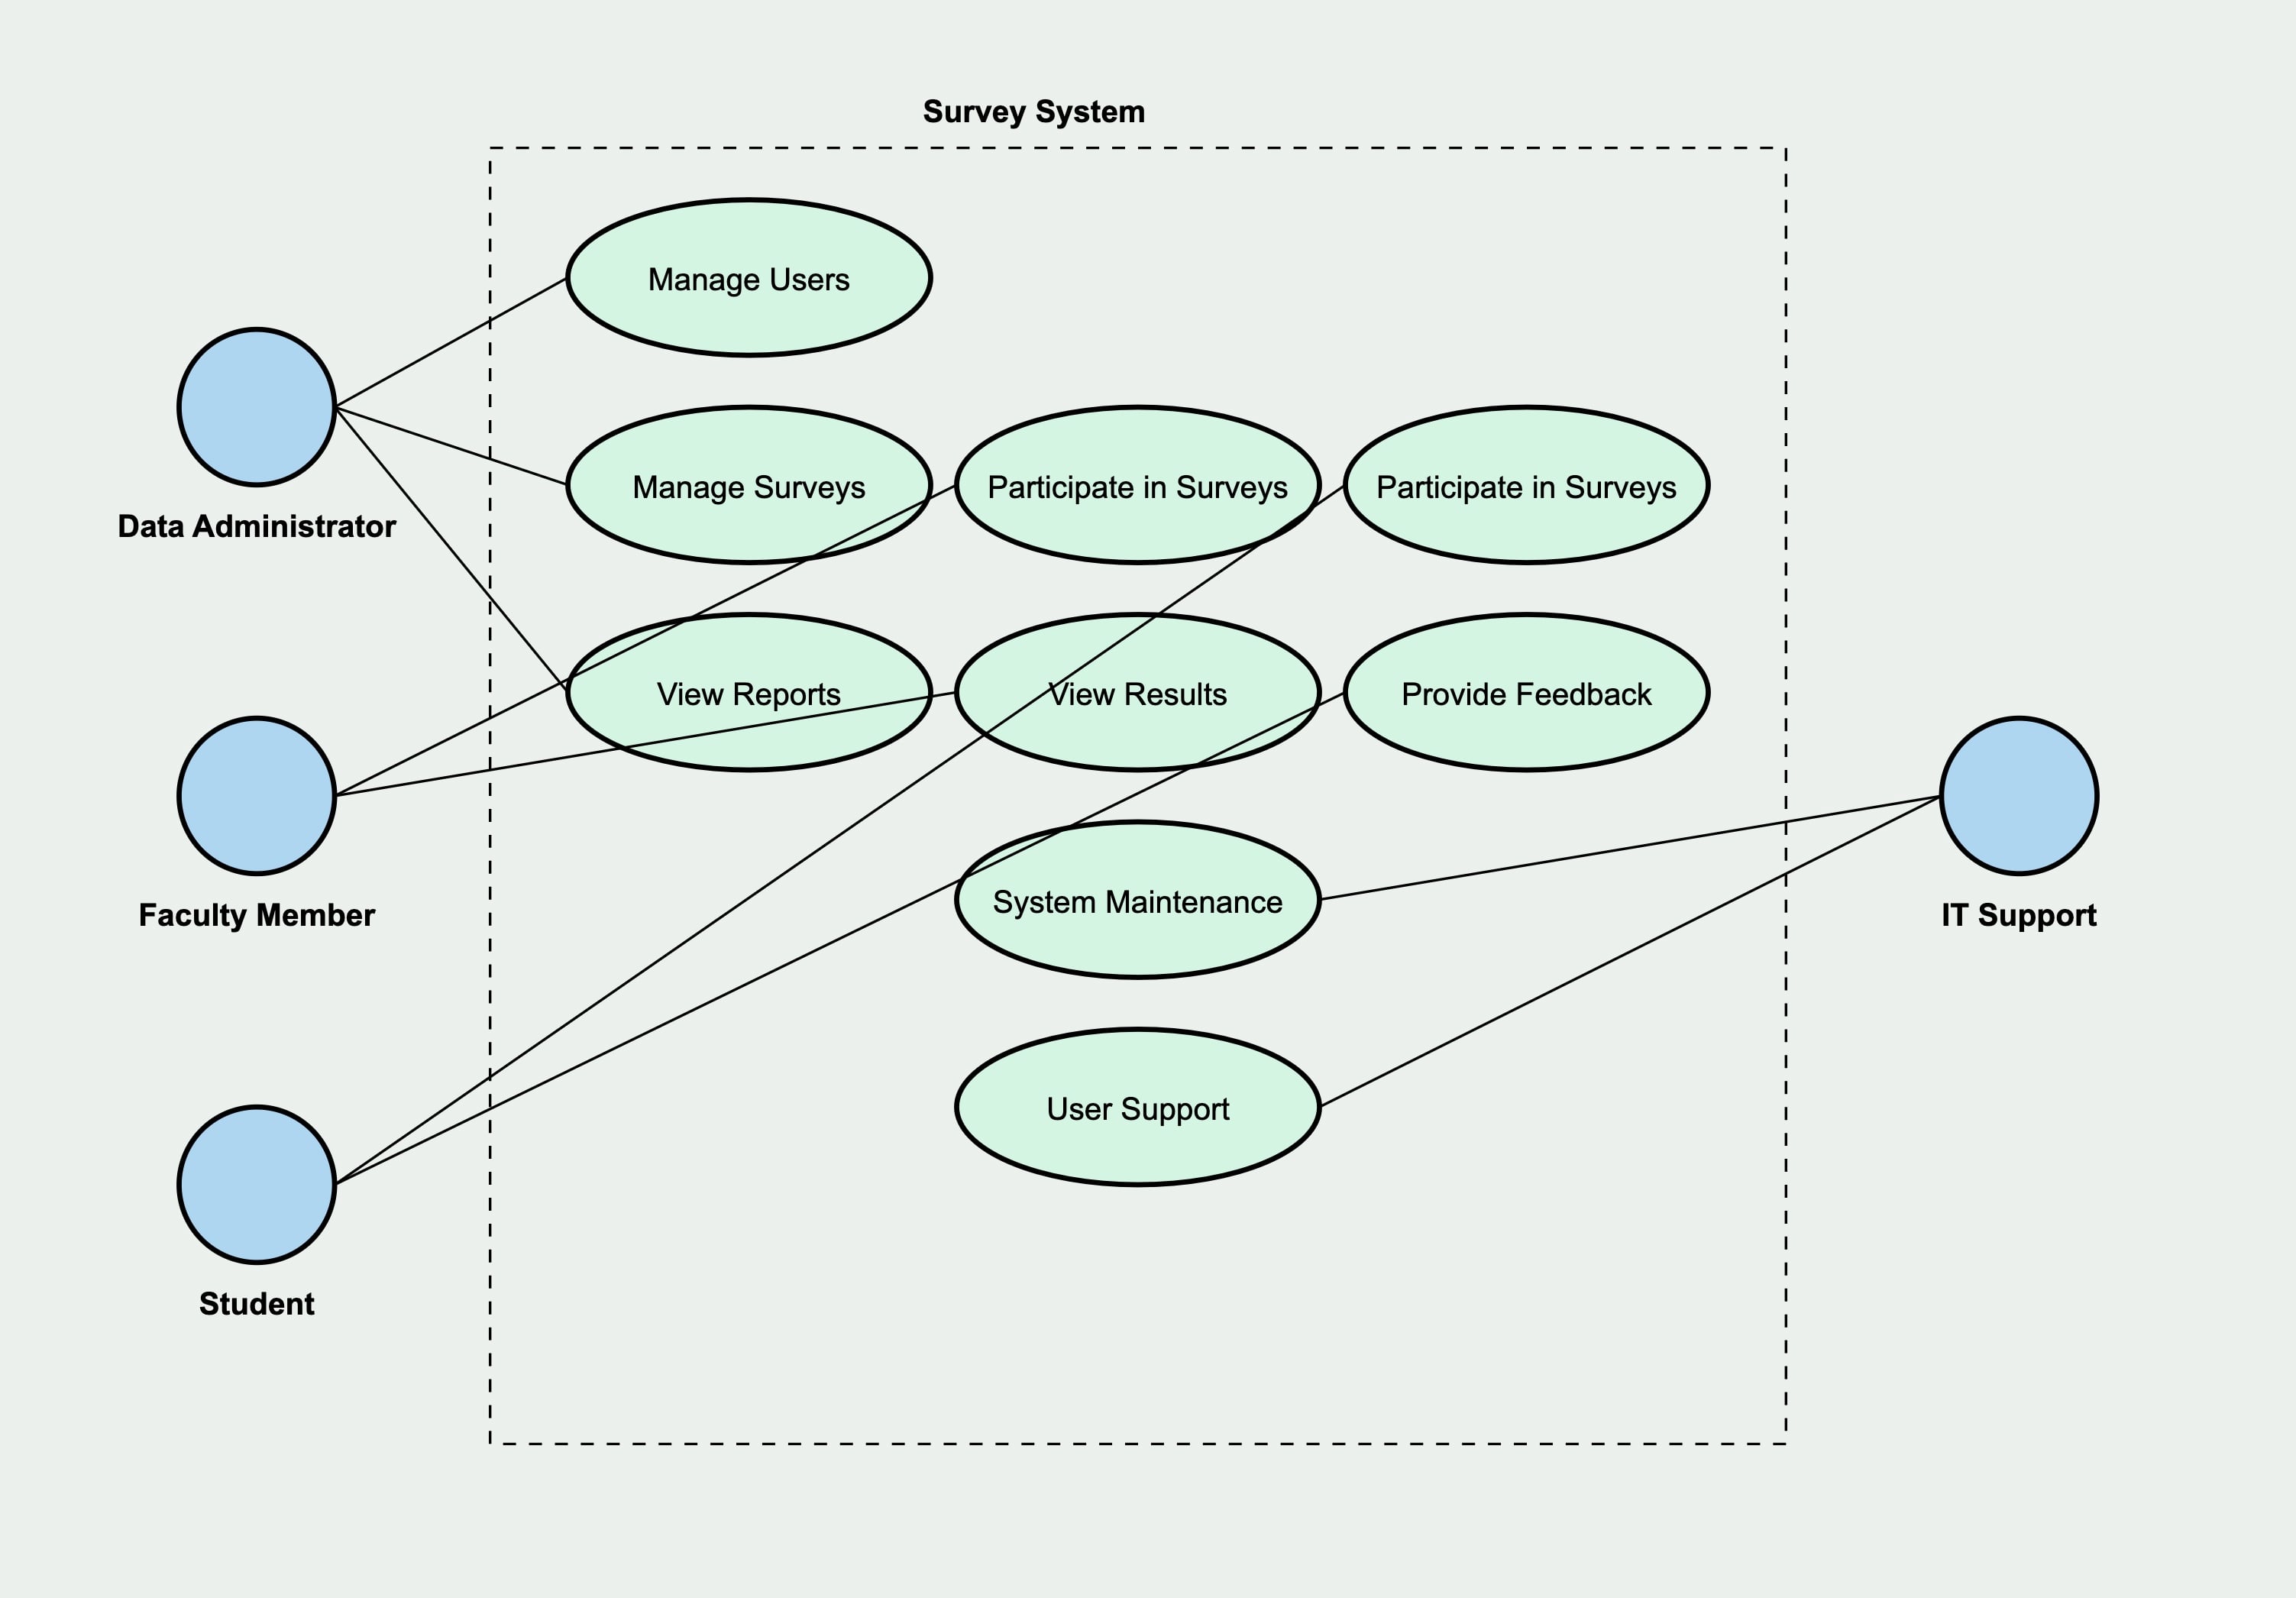 Survey System
Manage Users
Data Administrator
Manage Surveys
Participate in Surveys
Participate in Surveys
View Reports
View Results
Provide Feedback
Faculty Member
System Maintenance
IT Support
User Support
Student